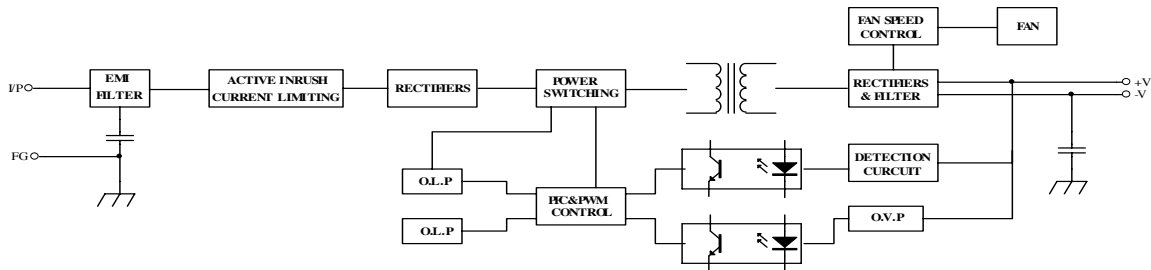 FAN SPEED
CONTROL
FAN
I/P
EMI
FILTER
ACTIVE INRUSH
CURRENT LIMITING
RECTIFIERS
POWER
SWITCHING
RECTIFIERS
& FILTER
+V
-V
FG
O.L.P
PIC&PWM
CONTROL
DETECTION
CURCUIT
O.L.P
O.V.P